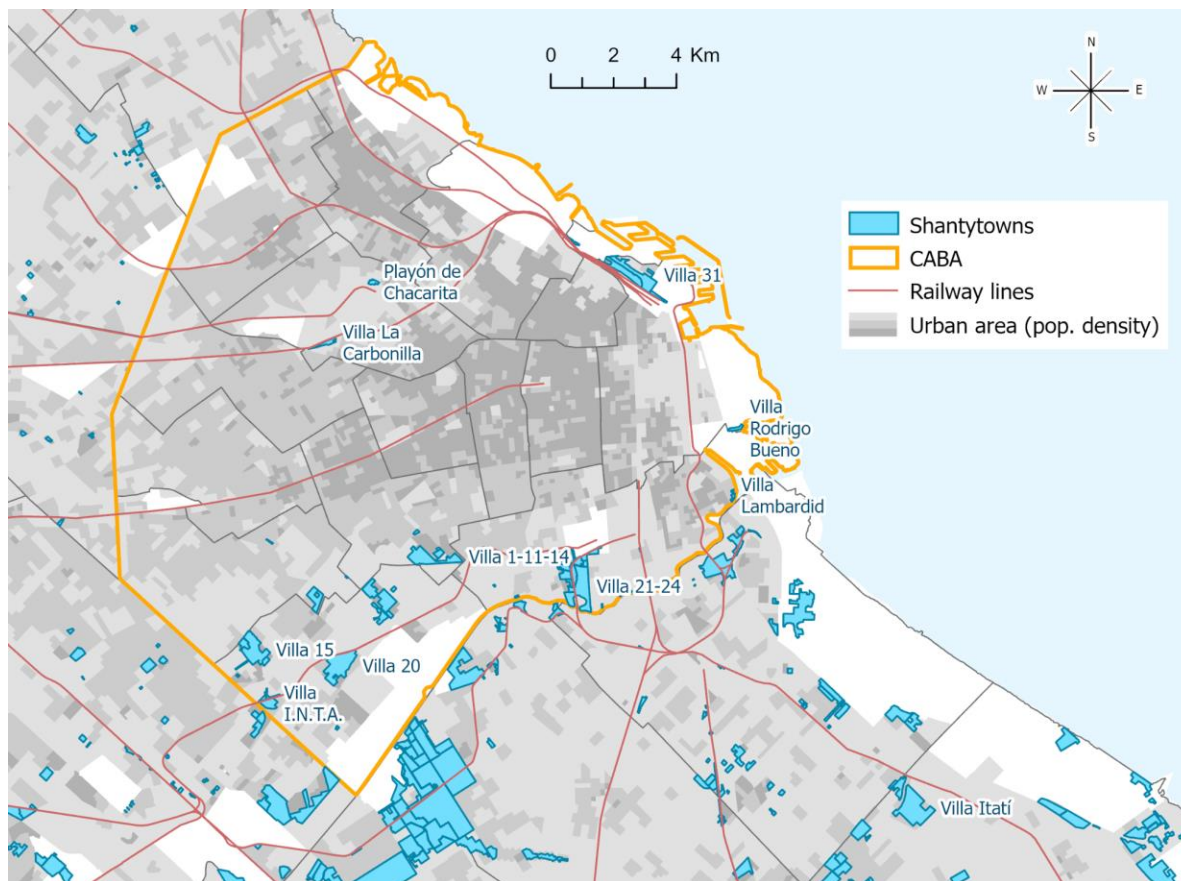 0 2 4 Km
N
W E
S
Shantytowns
CABA
Railway lines
Urban area (pop. density)
Villa 31
Playón de
Chacarita
Villa La
Carbonilla
Villa
Rodrigo
Bueno
Villa
Lambardid
Villa 1-11-14
Villa 21-24
Villa 15
Villa 20
Villa
I.N.T.A.
Villa Itatí